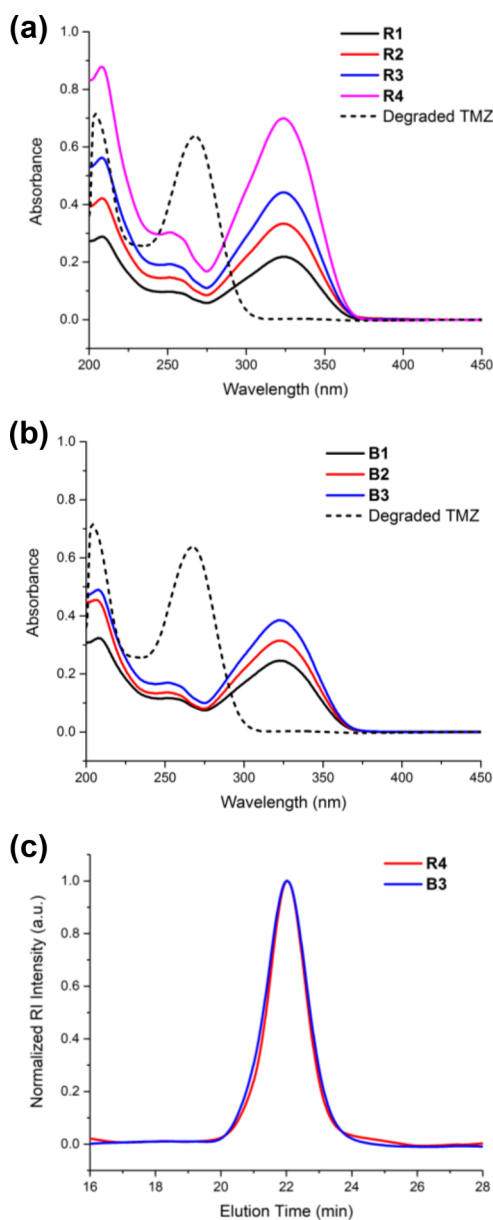 (a)
1.0
0.8
0.6
0.4
0.2
0.0
Absorbance
R1
R2
R3
R4
Degraded TMZ
200 250 300 350 400 450
Wavelength (nm)
(b)
1.0
0.8
0.6
0.4
0.2
0.0
Absorbance
B1
B2
B3
Degraded TMZ
200 250 300 350 400 450
Wavelength (nm)
(c)
1.0
0.8
0.6
0.4
0.2
0.0
Normalized RI Intensity (a.u.)
R4
B3
16 18 20 22 24 26 28
Elution Time (min)